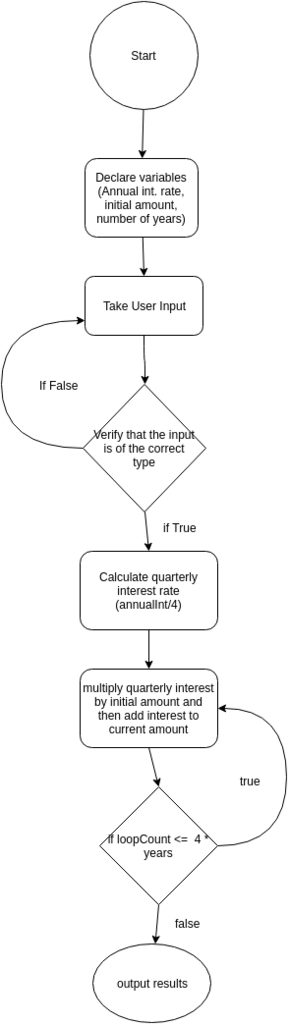 Start
Declare variables
(Annual int. rate,
initial amount,
number of years)
Take User Input
If False
Verify that the input
is of the correct
type
if True
Calculate quarterly
interest rate
(annualInt/4)
multiply quarterly interest
by initial amount and
then add interest to
current amount
true
If loopCount <= 4 *
years
false
output results